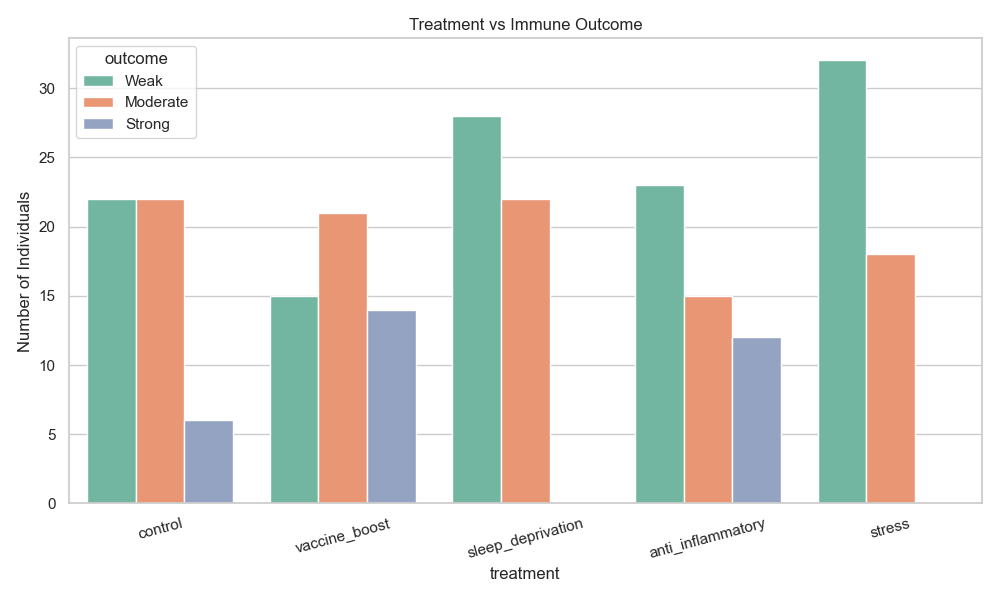 Treatment vs Immune Outcome
outcome
Weak
Moderate
Strong
Number of Individuals
30
25
20
15
10
5
0
control
vaccine_boost
sleep_deprivation
anti_inflammatory
stress
treatment